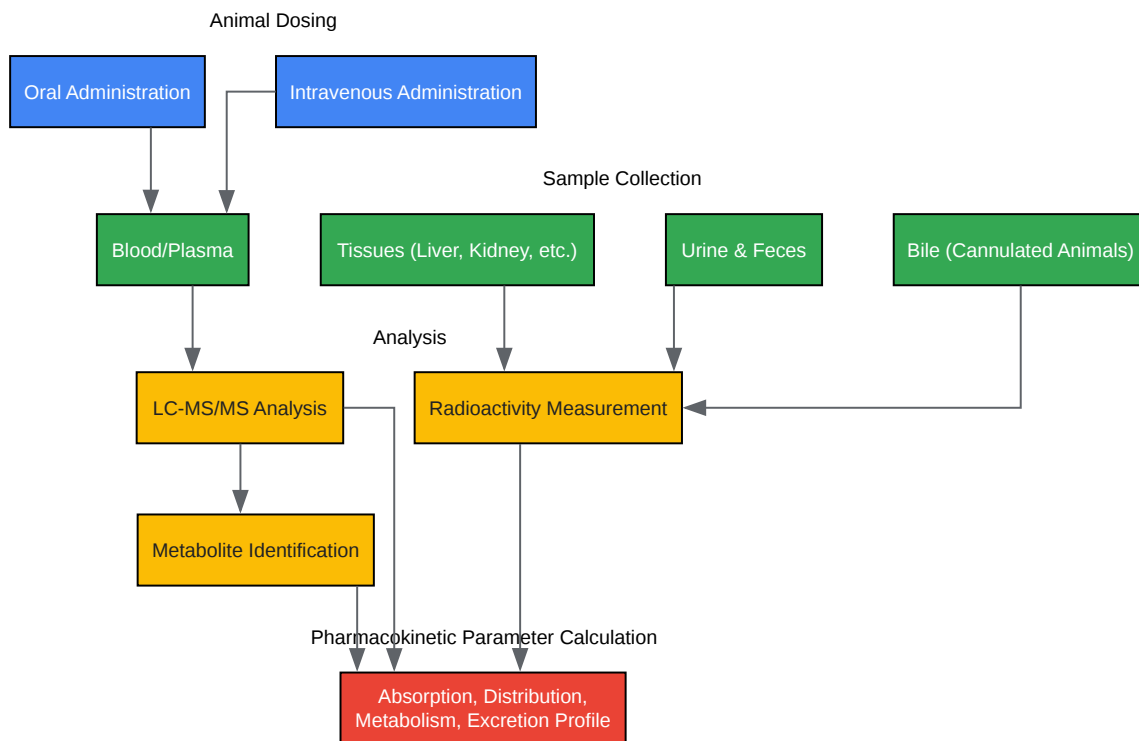 Animal Dosing
Oral Administration
Intravenous Administration
Sample Collection
Blood/Plasma
Tissues (Liver, Kidney, etc.)
Urine & Feces
Bile (Cannulated Animals)
Analysis
LC-MS/MS Analysis
Radioactivity Measurement
Metabolite Identification
Pharmacokinetic Parameter Calculation
Absorption, Distribution,
Metabolism, Excretion Profile